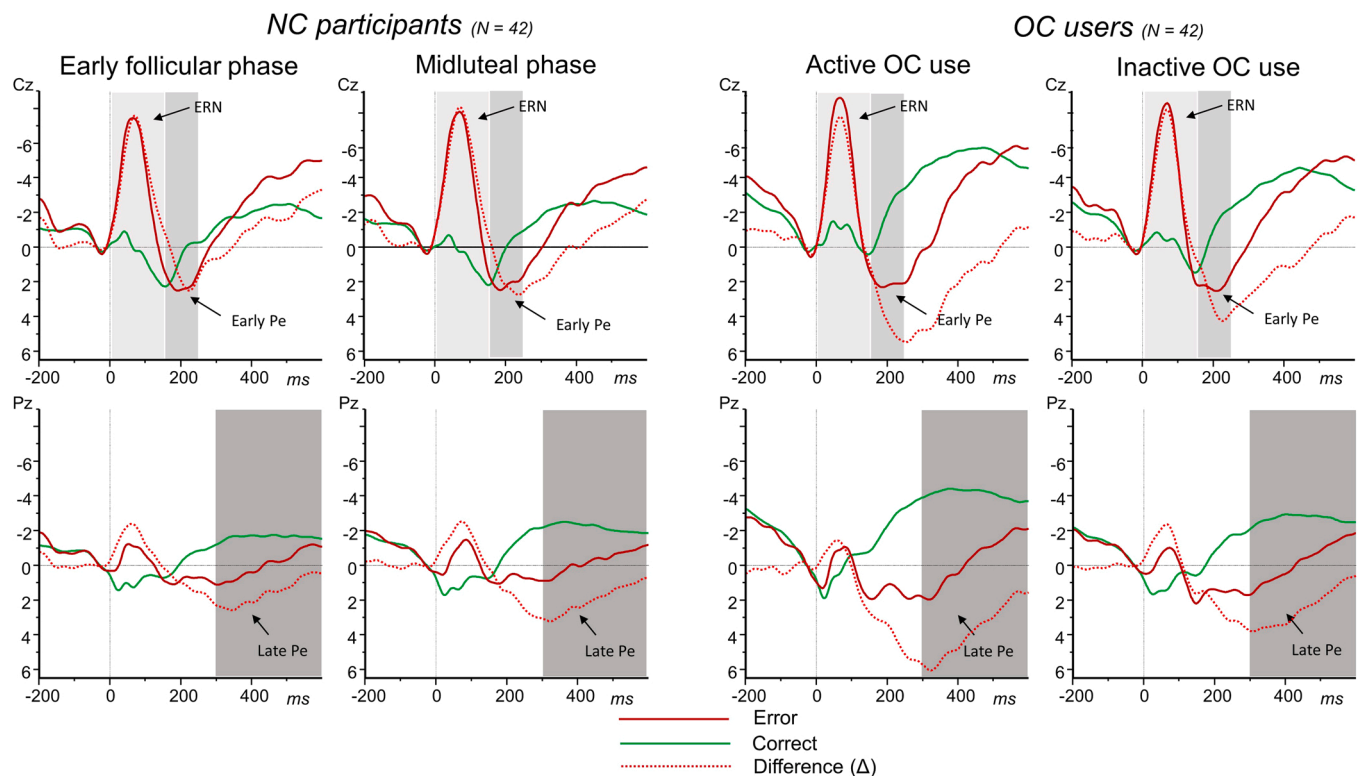 NC participants (N = 42)
OC users (N = 42)
Early follicular phase
Midluteal phase
Active OC use
Inactive OC use
Cz
-6
-4
-2
0
2
4
6
ERN
Early Pe
-200 0 200 400 ms
Cz
-6
-4
-2
0
2
4
6
ERN
Early Pe
-200 0 200 400 ms
Cz
-6
-4
-2
0
2
4
6
ERN
Early Pe
-200 0 200 400 ms
Cz
-6
-4
-2
0
2
4
6
ERN
Early Pe
-200 0 200 400 ms
Pz
-6
-4
-2
0
2
4
6
Late Pe
-200 0 200 400 ms
Pz
-6
-4
-2
0
2
4
6
Late Pe
-200 0 200 400 ms
Pz
-6
-4
-2
0
2
4
6
Late Pe
-200 0 200 400 ms
Pz
-6
-4
-2
0
2
4
6
Late Pe
-200 0 200 400 ms
Error
Correct
Difference (Δ)